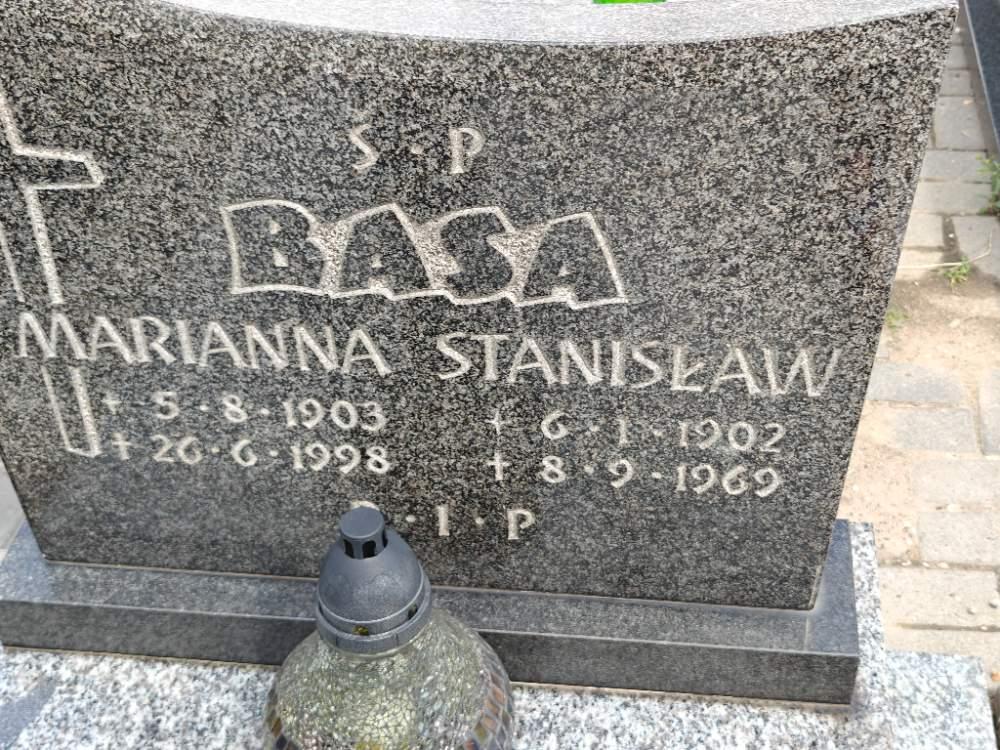 Ś · P
BASA
MARIANNA STANISŁAW
5 · 8 · 1903 6 · 1 · 1902
+ 26 · 6 · 1998 + 8 · 9 · 1969
· I · P